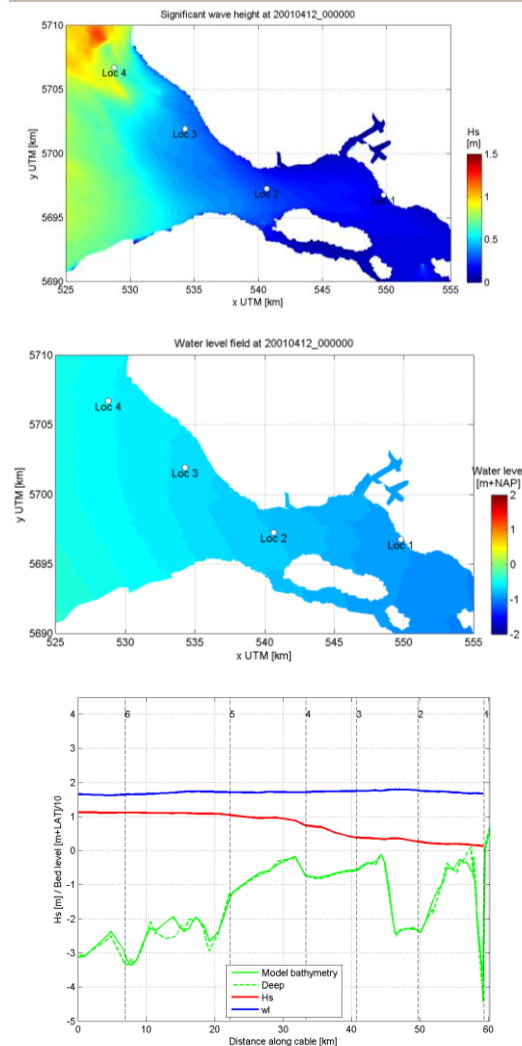 Significant wave height at 20010412_000000
5710
5705
5700
5695
5690
y UTM [km]
Loc 4
Loc 3
Loc 2
Loc 1
525 530 535 540 545 550 555
x UTM [km]
Hs
[m]
1.5
1
0.5
0
Water level field at 20010412_000000
5710
5705
5700
5695
5690
y UTM [km]
Loc 4
Loc 3
Loc 2
Loc 1
525 530 535 540 545 550 555
x UTM [km]
Water level
[m+NAP]
2
1
0
-1
-2
4
3
2
1
0
-1
-2
-3
-4
-5
Hs [m] / Bed level [m+LAT]/10
6 5 4 3 2 1
Model bathymetry
Deep
Hs
wl
0 10 20 30 40 50 60
Distance along cable [km]